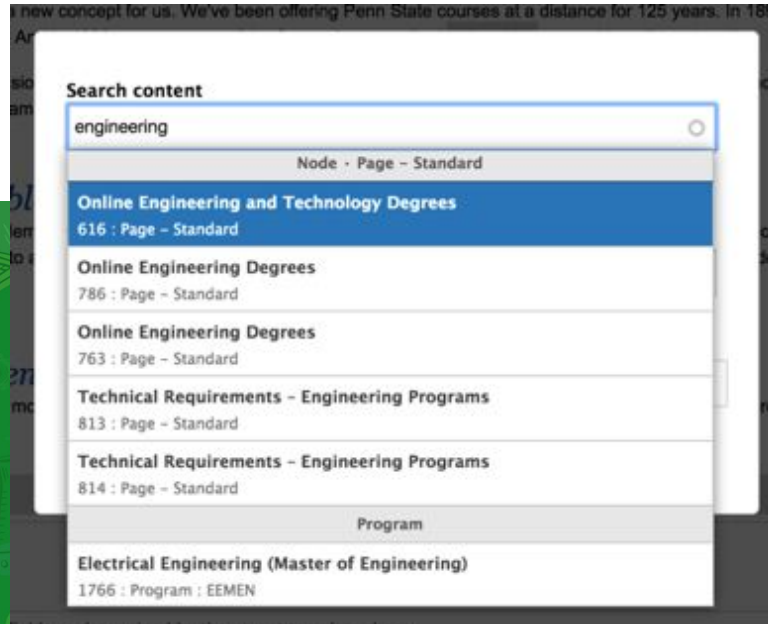 new concept for us. We've been offering Penn State courses at a distance for 125 years. In 18
Search content
engineering
Node · Page – Standard
Online Engineering and Technology Degrees
616 : Page – Standard
Online Engineering Degrees
786 : Page – Standard
Online Engineering Degrees
763 : Page – Standard
Technical Requirements – Engineering Programs
813 : Page – Standard
Technical Requirements – Engineering Programs
814 : Page – Standard
Program
Electrical Engineering (Master of Engineering)
1766 : Program : EEMEN